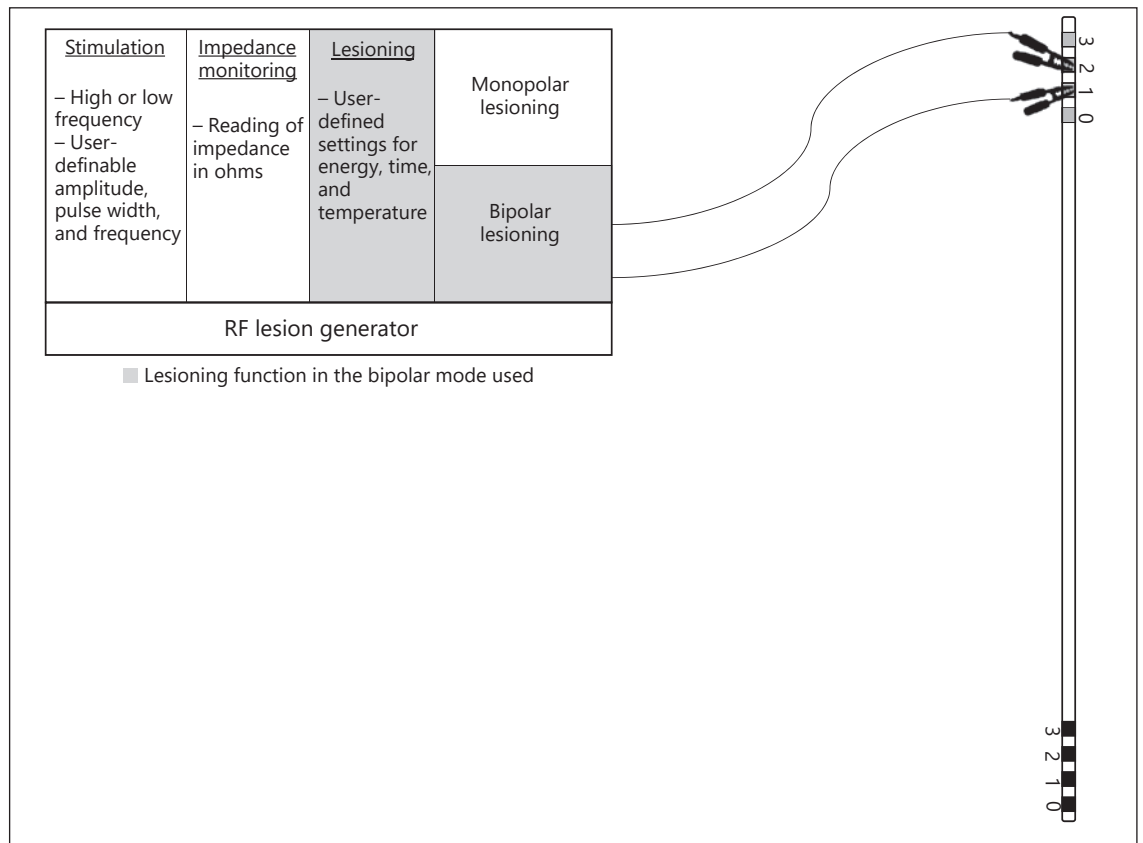 Stimulation
– High or low
frequency
– User-
definable
amplitude,
pulse width,
and frequency
Impedance
monitoring
– Reading of
impedance
in ohms
Lesioning
– User-
defined
settings for
energy, time,
and
temperature
Monopolar
lesioning
Bipolar
lesioning
RF lesion generator
Lesioning function in the bipolar mode used
3
2
1
0
3
2
1
0